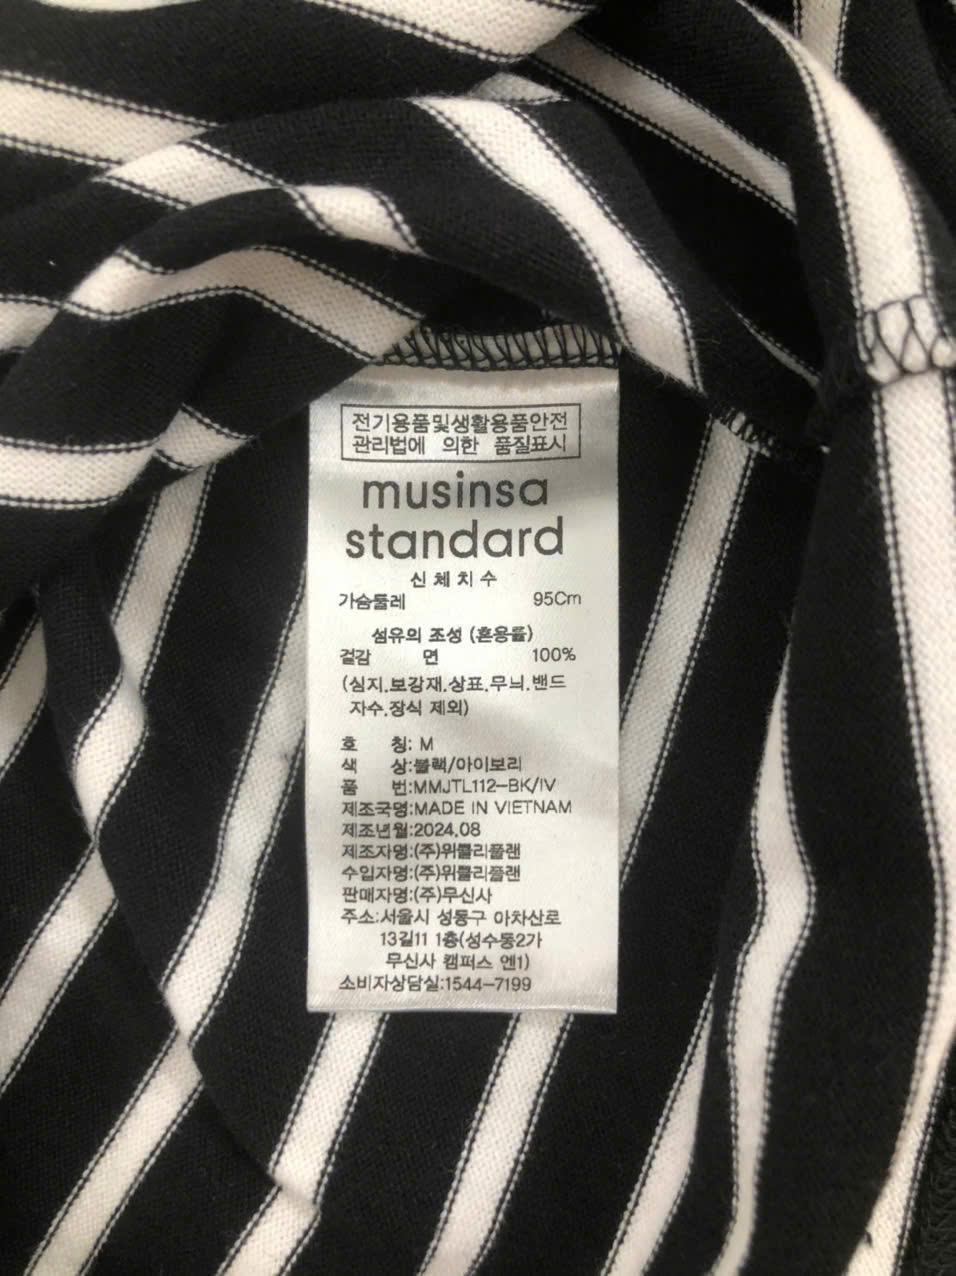 전기용품및생활용품안전
관리법에 의한 품질표시
musinsa
standard
신체치수
가슴둘레 95Cm
섬유의 조성 (혼용률)
겉감 면 100%
(심지.보강재.상표.무늬.밴드
자수.장식 제외)
호 칭: M
색 상:블랙/아이보리
품 번:MMJTL112-BK/IV
제조국명:MADE IN VIETNAM
제조년월:2024.08
제조자명:(주)위클리플랜
수입자명:(주)위클리플랜
판매자명:(주)무신사
주소:서울시 성동구 아차산로
13길11 1층(성수동2가
무신사 캠퍼스 엔1)
소비자상담실:1544-7199